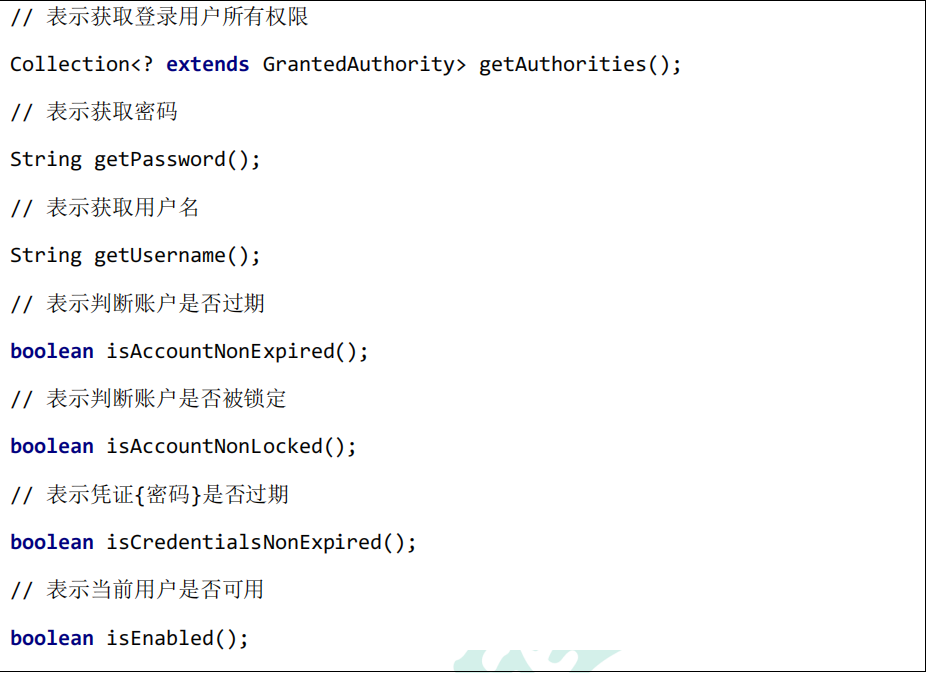 // 表示获取登录用户所有权限
Collection<? extends GrantedAuthority> getAuthorities();
// 表示获取密码
String getPassword();
// 表示获取用户名
String getUsername();
// 表示判断账户是否过期
boolean isAccountNonExpired();
// 表示判断账户是否被锁定
boolean isAccountNonLocked();
// 表示凭证{密码}是否过期
boolean isCredentialsNonExpired();
// 表示当前用户是否可用
boolean isEnabled();